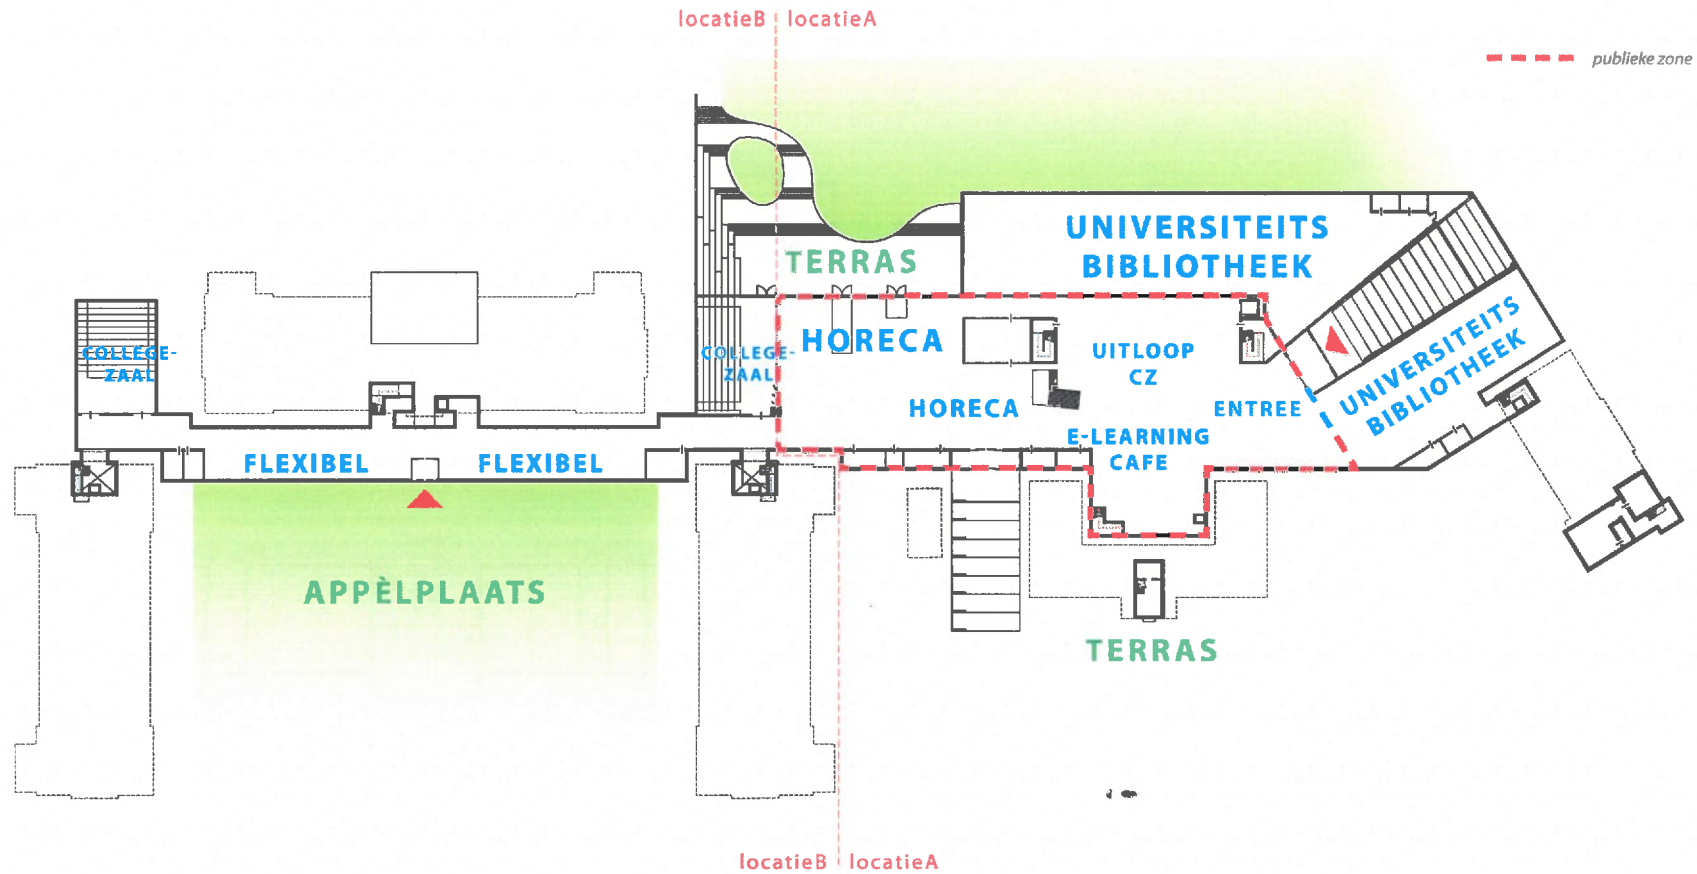 locatieB locatieA
publieke zone
UNIVERSITEITS
BIBLIOTHEEK
TERRAS
HORECA
COLLEGE-
ZAAL
COLLEGE-
ZAAL
UITLOOP
CZ
UNIVERSITEITS
BIBLIOTHEEK
HORECA
ENTREE
E-LEARNING
CAFE
FLEXIBEL
FLEXIBEL
APPÈLPLAATS
TERRAS
locatieB locatieA